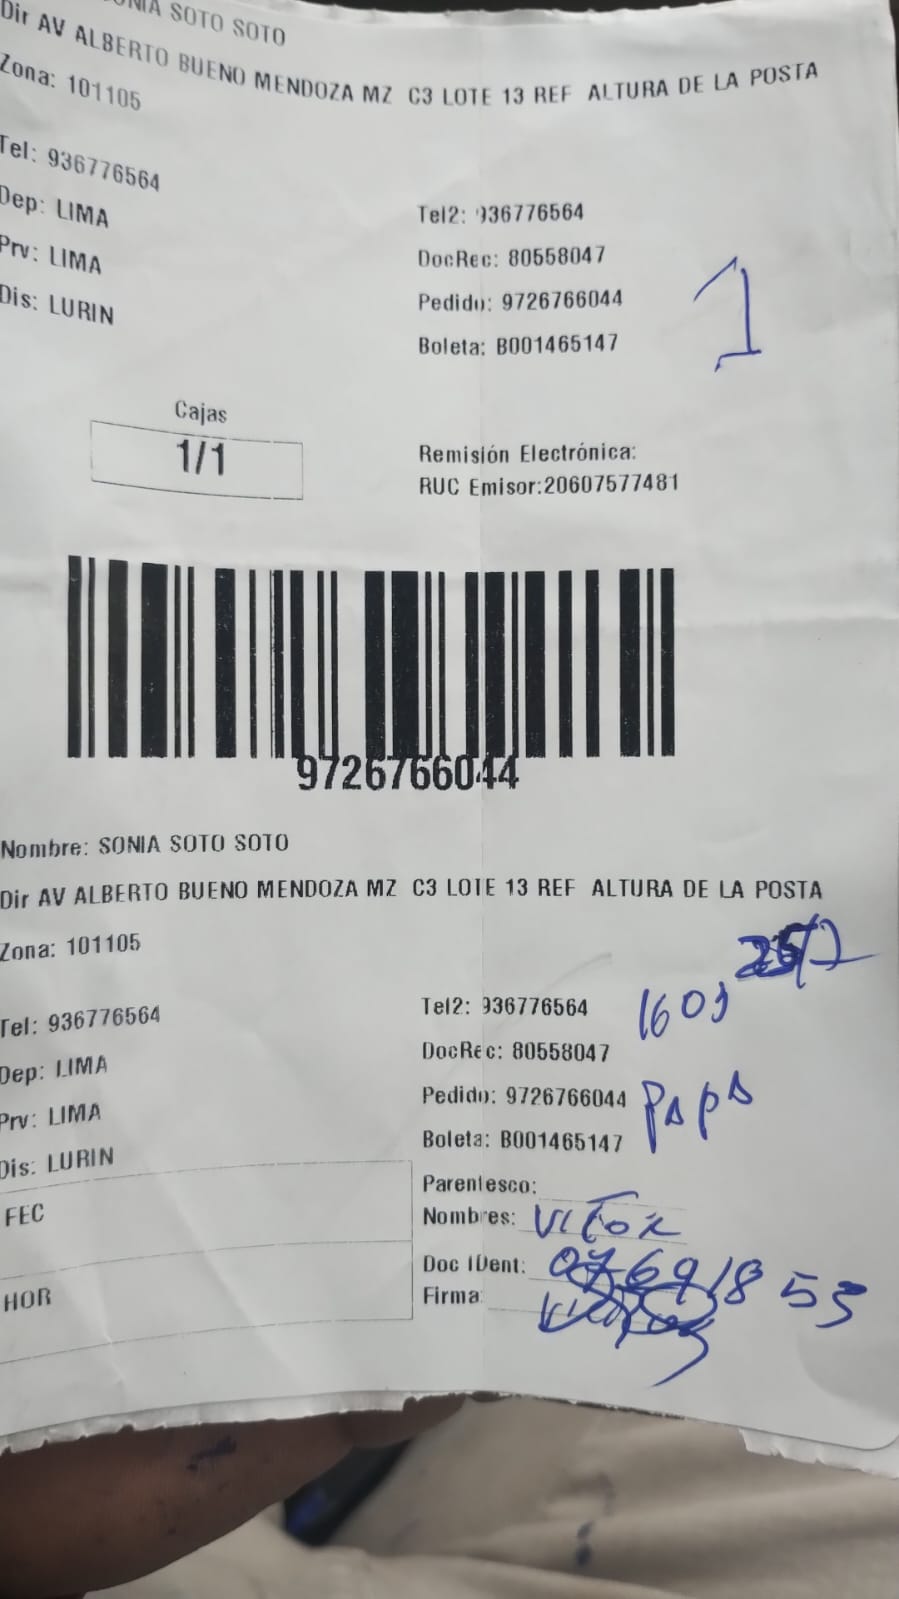 SONIA SOTO SOTO
Dir AV ALBERTO BUENO MENDOZA MZ C3 LOTE 13 REF ALTURA DE LA POSTA
Zona: 101105
Tel: 936776564
Dep: LIMA
Prv: LIMA
Dis: LURIN
Tel2: 936776564
DocRec: 80558047
Pedido: 9726766044
Boleta: B001465147
1
Cajas
1/1
Remisión Electrónica:
RUC Emisor:20607577481
9726766044
Nombre: SONIA SOTO SOTO
Dir AV ALBERTO BUENO MENDOZA MZ C3 LOTE 13 REF ALTURA DE LA POSTA
Zona: 101105
Tel: 936776564
Dep: LIMA
Prv: LIMA
Dis: LURIN
FEC
HOR
1603
Tel2: 936776564
DocRec: 80558047
Pedido: 9726766044
Papa
Boleta: B001465147
Parentesco:
Nombres: Vitor
Doc IDent:
Firma: